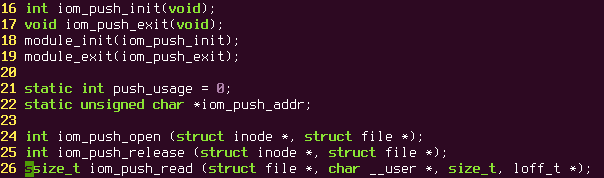 16 int iom_push_init(void);
17 void iom_push_exit(void);
18 module_init(iom_push_init);
19 module_exit(iom_push_exit);
20
21 static int push_usage = 0;
22 static unsigned char *iom_push_addr;
23
24 int iom_push_open (struct inode *, struct file *);
25 int iom_push_release (struct inode *, struct file *);
26 ssize_t iom_push_read (struct file *, char __user *, size_t, loff_t *);